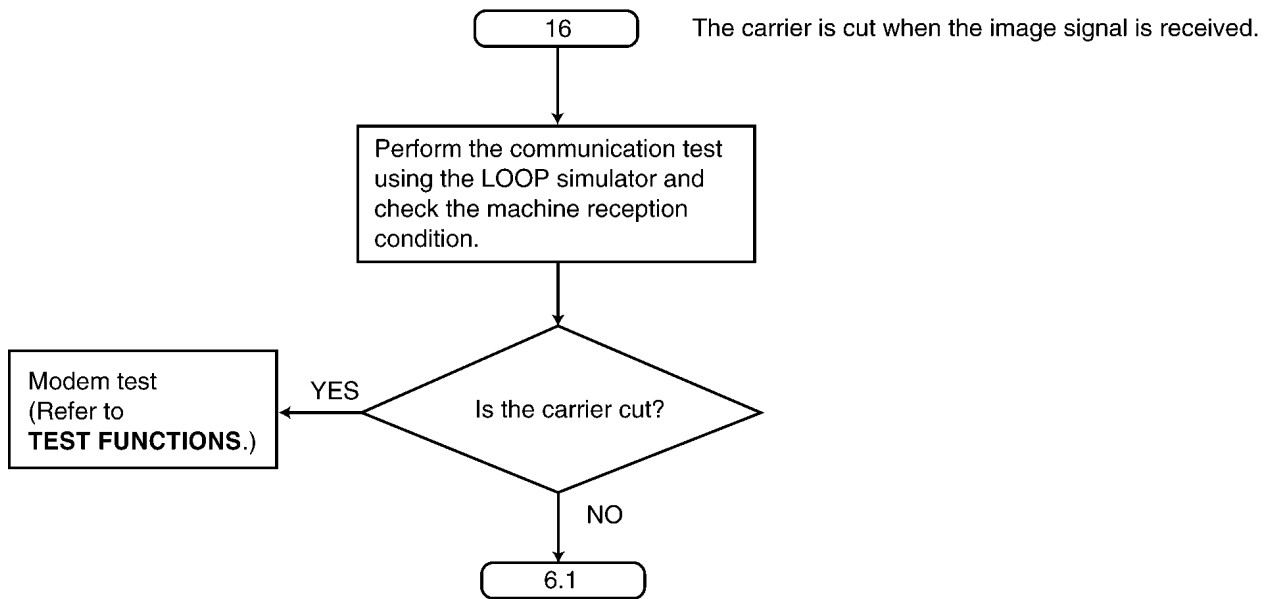 16
The carrier is cut when the image signal is received.
Perform the communication test
using the LOOP simulator and
check the machine reception
condition.
Modem test
(Refer to
TEST FUNCTIONS.)
YES
Is the carrier cut?
NO
6.1